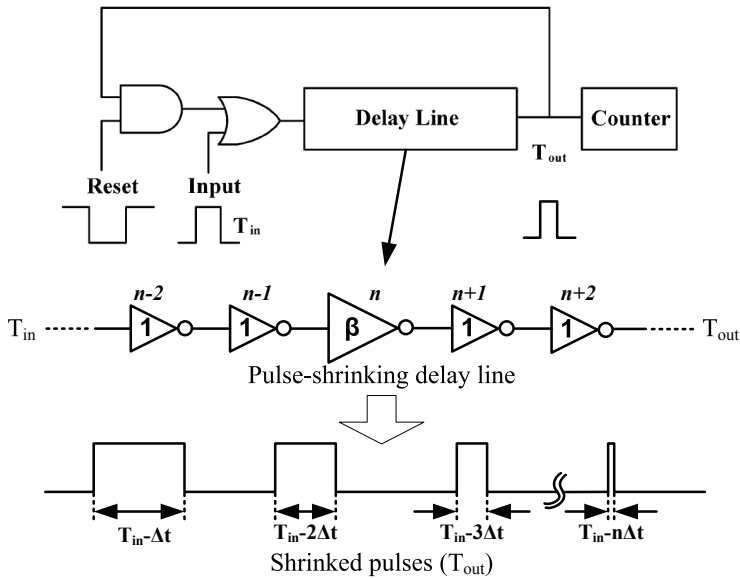 Delay Line
Counter
T_out
Reset
Input
T_in
n-2
n-1
n
n+1
n+2
T_in
1
1
β
1
1
T_out
Pulse-shrinking delay line
T_in-Δt
T_in-2Δt
T_in-3Δt
T_in-nΔt
Shrinked pulses (T_out)